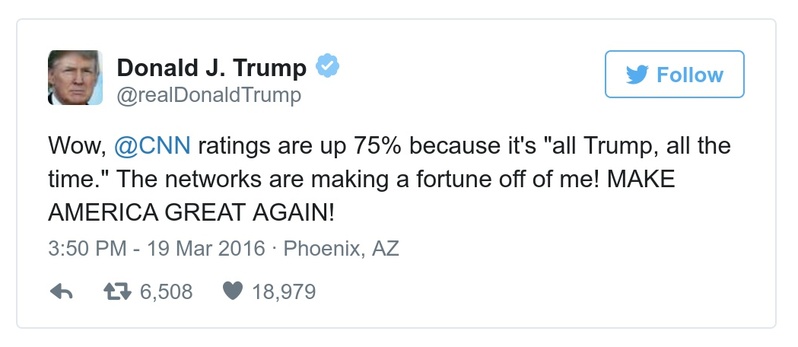 Donald J. Trump
@realDonaldTrump
Follow
Wow, @CNN ratings are up 75% because it's "all Trump, all the
time." The networks are making a fortune off of me! MAKE
AMERICA GREAT AGAIN!
3:50 PM - 19 Mar 2016 · Phoenix, AZ
6,508 18,979